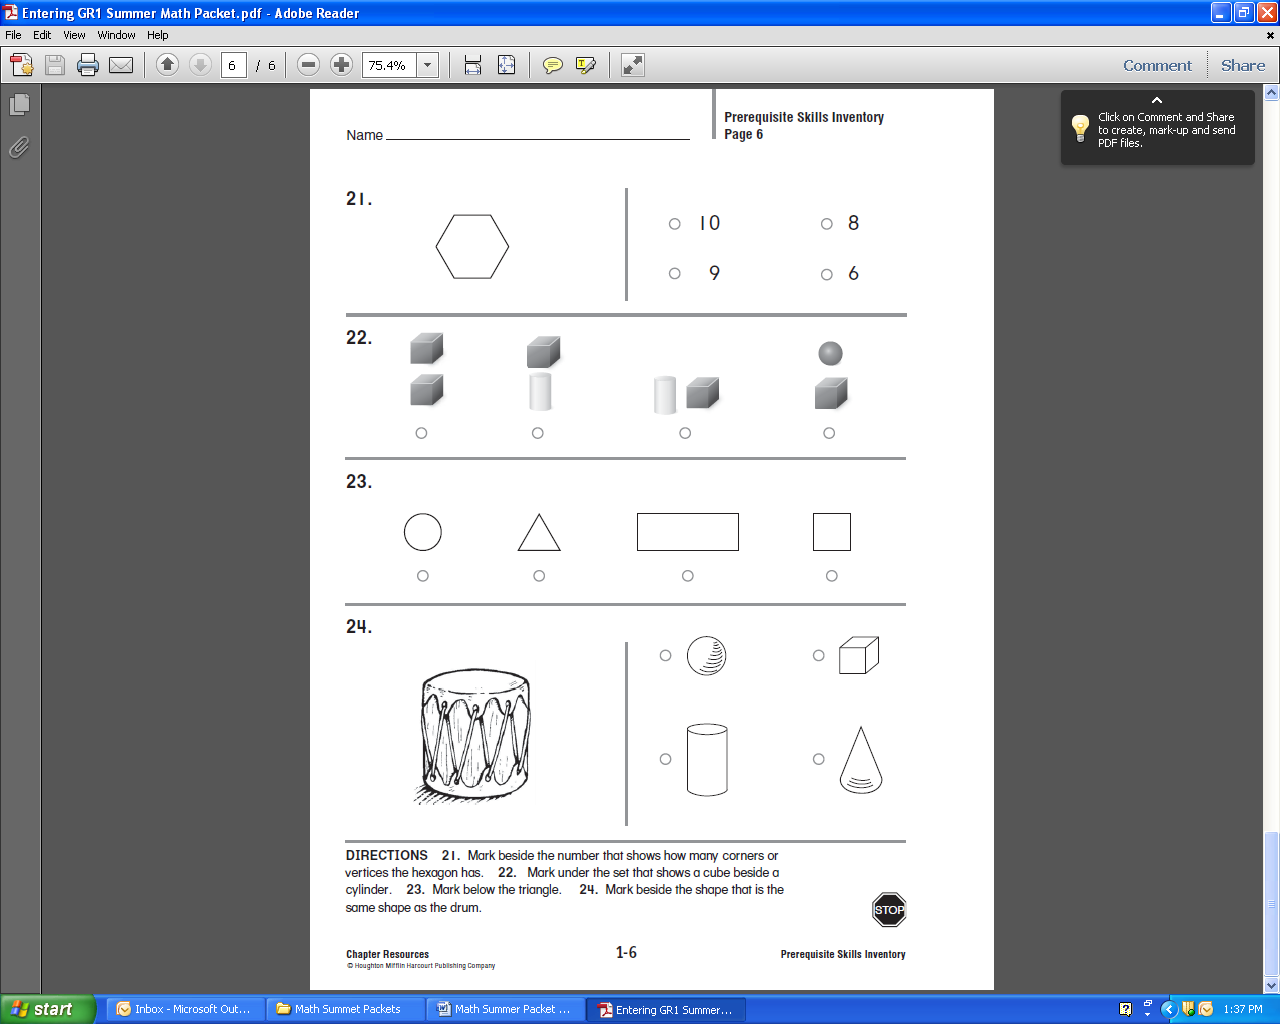 Entering GR1 Summer Math Packet.pdf - Adobe Reader
File Edit View Window Help
6 / 6 75.4% Comment Share
Click on Comment and Share
to create, mark-up and send
PDF files.
Prerequisite Skills Inventory
Page 6
Name
21.
10 8
9 6
22.
23.
24.
DIRECTIONS 21. Mark beside the number that shows how many corners or
vertices the hexagon has. 22. Mark under the set that shows a cube beside a
cylinder. 23. Mark below the triangle. 24. Mark beside the shape that is the
same shape as the drum.
STOP
Chapter Resources 1-6 Prerequisite Skills Inventory
© Houghton Mifflin Harcourt Publishing Company
start Inbox - Microsoft Out... Math Summet Packets Math Summer Packet ... Entering GR1 Summer... 1:37 PM